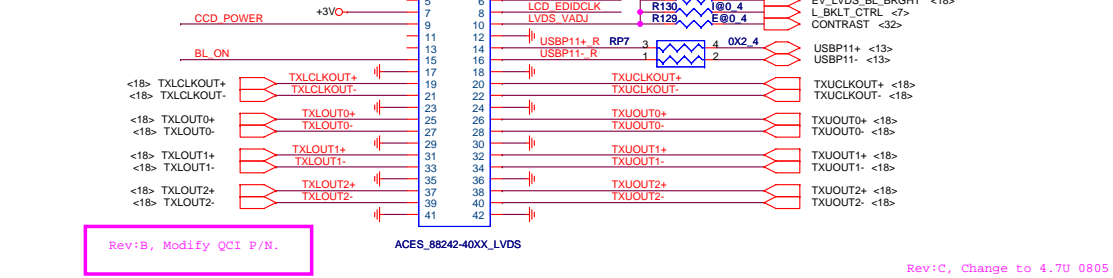 5 6 EV_LVDS_BL_BRGHT <18>
+3V 7 8 LCD_EDIDCLK R130 I@0_4 L_BKLT_CTRL <7>
CCD_POWER 9 10 LVDS_VADJ R129 E@0_4 CONTRAST <32>
11 12
13 14 USBP11+_R RP7 3 4 0X2_4 USBP11+ <13>
BL_ON 15 16 USBP11-_R 1 2 USBP11- <13>
17 18
<18> TXLCLKOUT+ TXLCLKOUT+ 19 20 TXUCLKOUT+ TXUCLKOUT+ <18>
<18> TXLCLKOUT- TXLCLKOUT- 21 22 TXUCLKOUT- TXUCLKOUT- <18>
23 24
<18> TXLOUT0+ TXLOUT0+ 25 26 TXUOUT0+ TXUOUT0+ <18>
<18> TXLOUT0- TXLOUT0- 27 28 TXUOUT0- TXUOUT0- <18>
29 30
<18> TXLOUT1+ TXLOUT1+ 31 32 TXUOUT1+ TXUOUT1+ <18>
<18> TXLOUT1- TXLOUT1- 33 34 TXUOUT1- TXUOUT1- <18>
35 36
<18> TXLOUT2+ TXLOUT2+ 37 38 TXUOUT2+ TXUOUT2+ <18>
<18> TXLOUT2- TXLOUT2- 39 40 TXUOUT2- TXUOUT2- <18>
41 42
ACES_88242-40XX_LVDS
Rev:B, Modify QCI P/N.
Rev:C, Change to 4.7U 0805